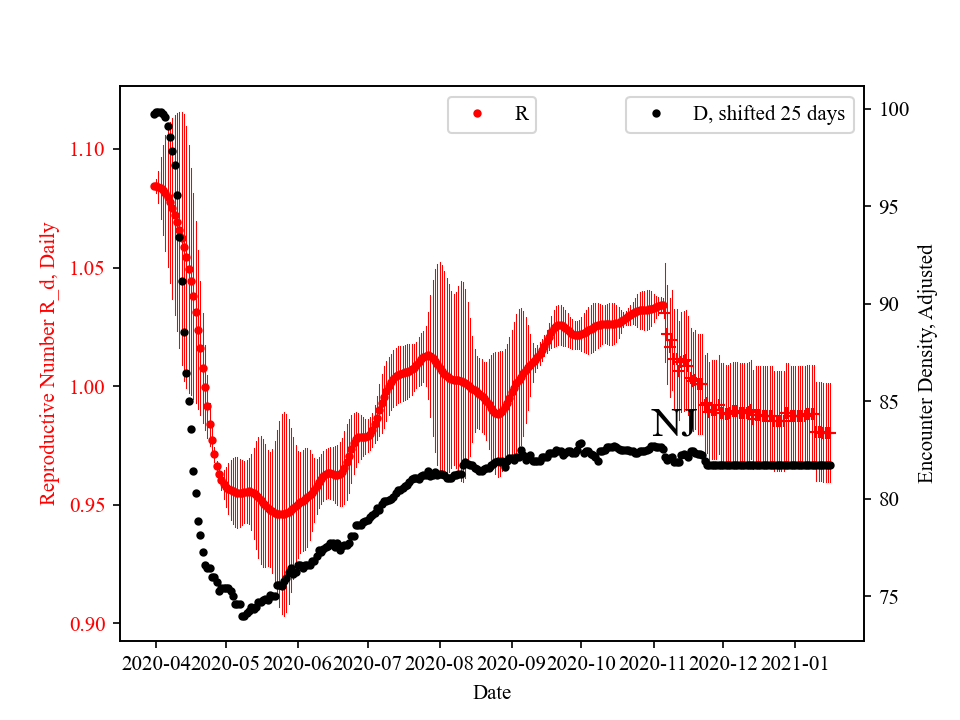 R
D, shifted 25 days
1.10
1.05
1.00
0.95
0.90
Reproductive Number R_d, Daily
100
95
90
85
80
75
Encounter Density, Adjusted
NJ
2020-04 2020-05 2020-06 2020-07 2020-08 2020-09 2020-10 2020-11 2020-12 2021-01
Date